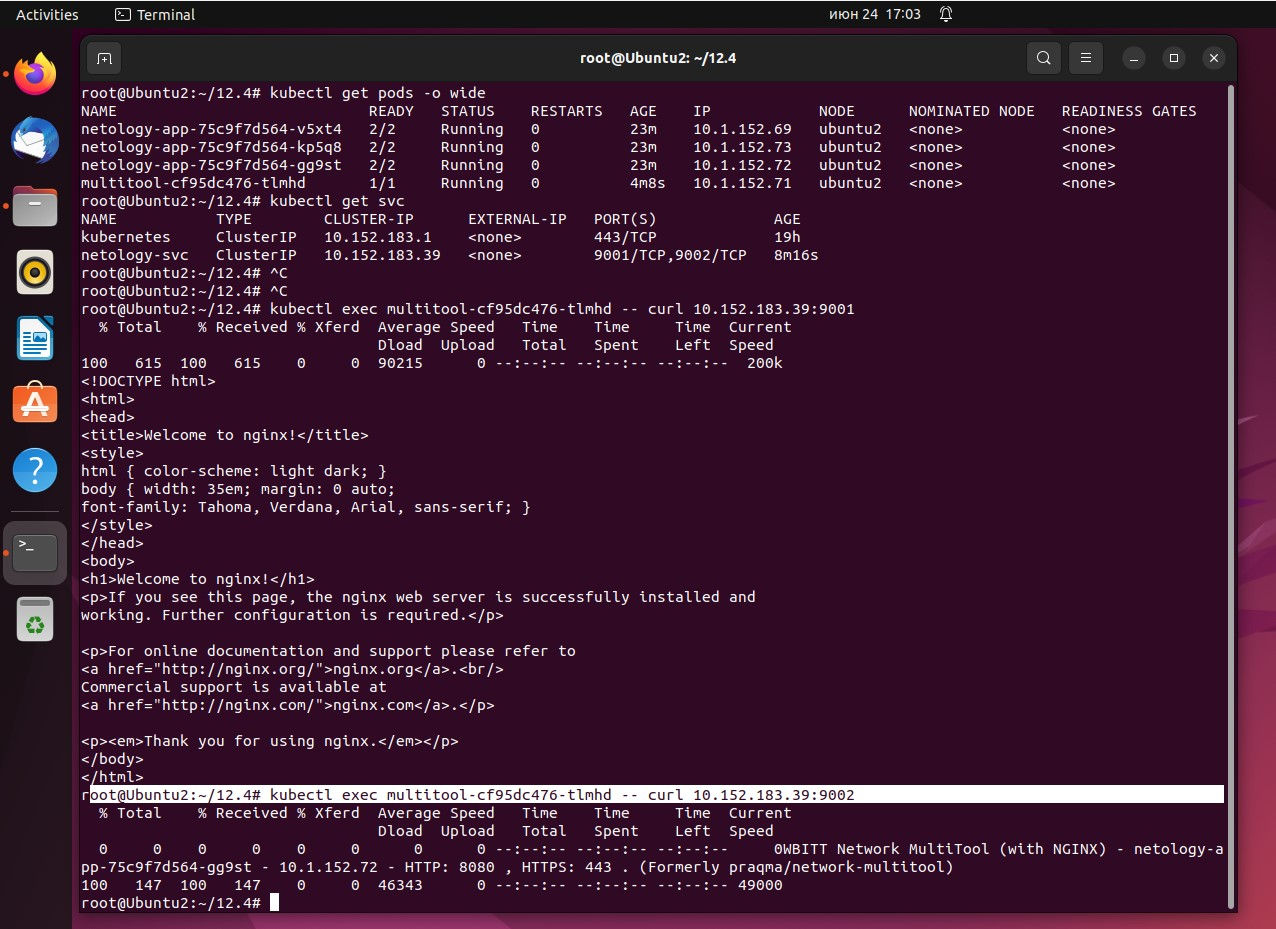 Activities
Terminal
июн 24 17:03
root@Ubuntu2: ~/12.4
root@Ubuntu2:~/12.4# kubectl get pods -o wide
NAME READY STATUS RESTARTS AGE IP NODE NOMINATED NODE READINESS GATES
netology-app-75c9f7d564-v5xt4 2/2 Running 0 23m 10.1.152.69 ubuntu2 <none> <none>
netology-app-75c9f7d564-kp5q8 2/2 Running 0 23m 10.1.152.73 ubuntu2 <none> <none>
netology-app-75c9f7d564-gg9st 2/2 Running 0 23m 10.1.152.72 ubuntu2 <none> <none>
multitool-cf95dc476-tlmhd 1/1 Running 0 4m8s 10.1.152.71 ubuntu2 <none> <none>
root@Ubuntu2:~/12.4# kubectl get svc
NAME TYPE CLUSTER-IP EXTERNAL-IP PORT(S) AGE
kubernetes ClusterIP 10.152.183.1 <none> 443/TCP 19h
netology-svc ClusterIP 10.152.183.39 <none> 9001/TCP,9002/TCP 8m16s
root@Ubuntu2:~/12.4# ^C
root@Ubuntu2:~/12.4# ^C
root@Ubuntu2:~/12.4# kubectl exec multitool-cf95dc476-tlmhd -- curl 10.152.183.39:9001
% Total % Received % Xferd Average Speed Time Time Time Current
Dload Upload Total Spent Left Speed
100 615 100 615 0 0 90215 0 --:--:-- --:--:-- --:--:-- 200k
<!DOCTYPE html>
<html>
<head>
<title>Welcome to nginx!</title>
<style>
html { color-scheme: light dark; }
body { width: 35em; margin: 0 auto;
font-family: Tahoma, Verdana, Arial, sans-serif; }
</style>
</head>
<body>
<h1>Welcome to nginx!</h1>
<p>If you see this page, the nginx web server is successfully installed and
working. Further configuration is required.</p>
<p>For online documentation and support please refer to
<a href="http://nginx.org/">nginx.org</a>.<br/>
Commercial support is available at
<a href="http://nginx.com/">nginx.com</a>.</p>
<p><em>Thank you for using nginx.</em></p>
</body>
</html>
root@Ubuntu2:~/12.4# kubectl exec multitool-cf95dc476-tlmhd -- curl 10.152.183.39:9002
% Total % Received % Xferd Average Speed Time Time Time Current
Dload Upload Total Spent Left Speed
0 0 0 0 0 0 0 0 --:--:-- --:--:-- --:--:-- 0WBITT Network MultiTool (with NGINX) - netology-a
pp-75c9f7d564-gg9st - 10.1.152.72 - HTTP: 8080 , HTTPS: 443 . (Formerly praqma/network-multitool)
100 147 100 147 0 0 46343 0 --:--:-- --:--:-- --:--:-- 49000
root@Ubuntu2:~/12.4#